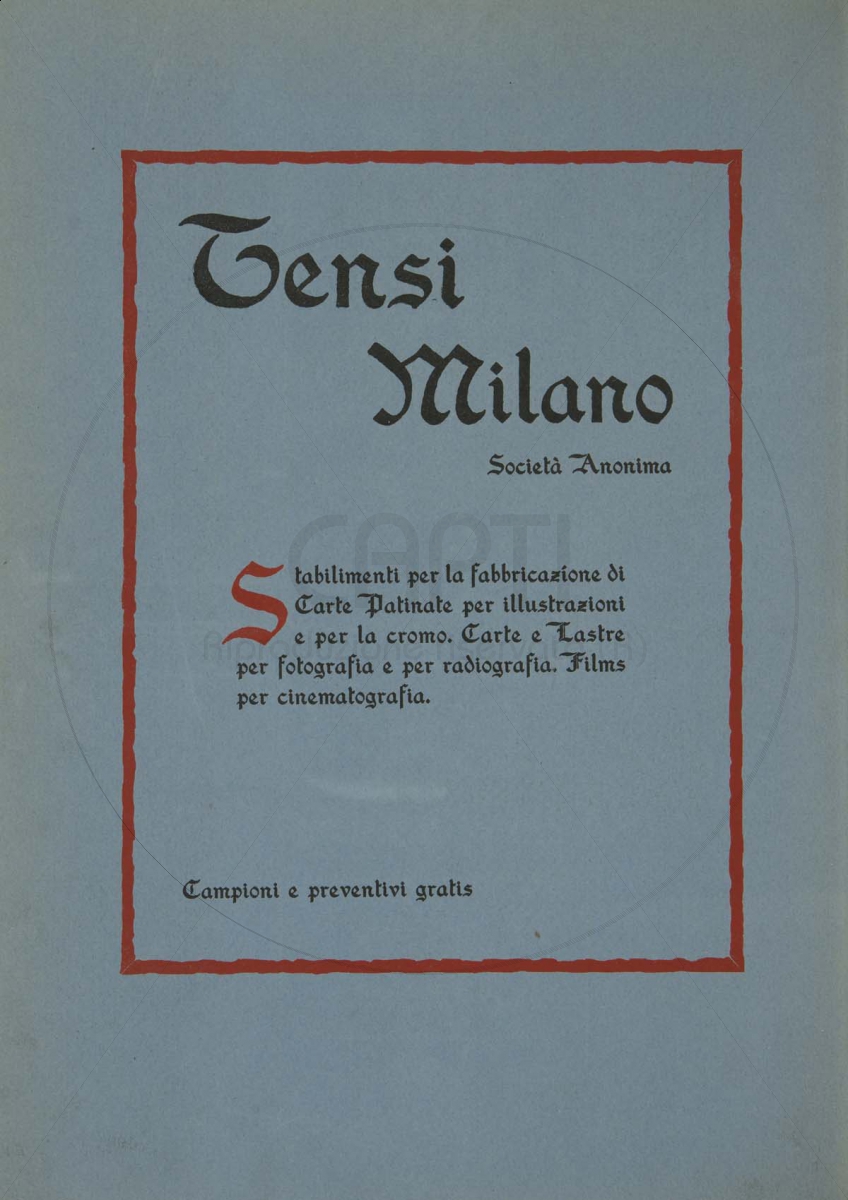 Tensi
Milano
Società Anonima
CAPTI
Stabilimenti per la fabbricazione di
Carte Patinate per illustrazioni
e per la cromo. Carte e Lastre
per fotografia e per radiografia. Films
per cinematografia.
Campioni e preventivi gratis